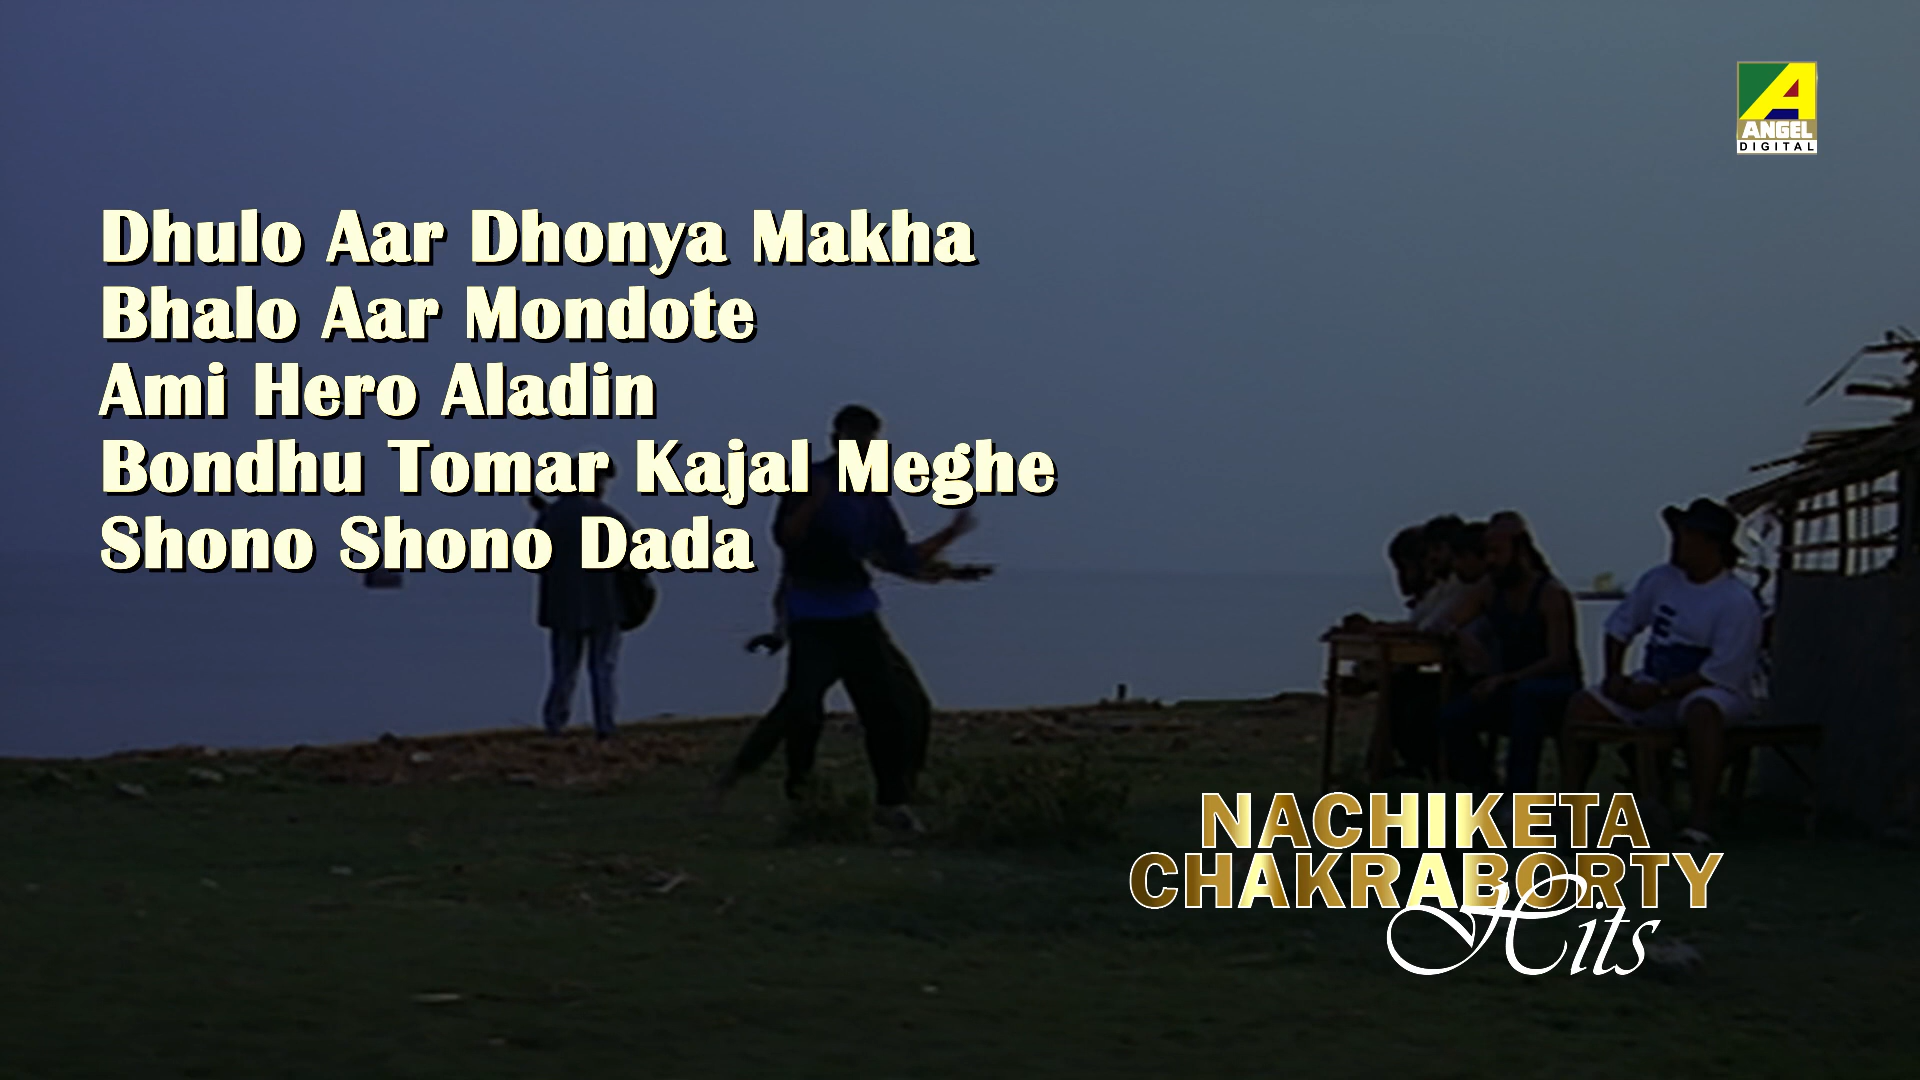 ANGEL
DIGITAL
Dhulo Aar Dhonya Makha
Bhalo Aar Mondote
Ami Hero Aladin
Bondhu Tomar Kajal Meghe
Shono Shono Dada
NACHIKETA
CHAKRABORTY
Hits